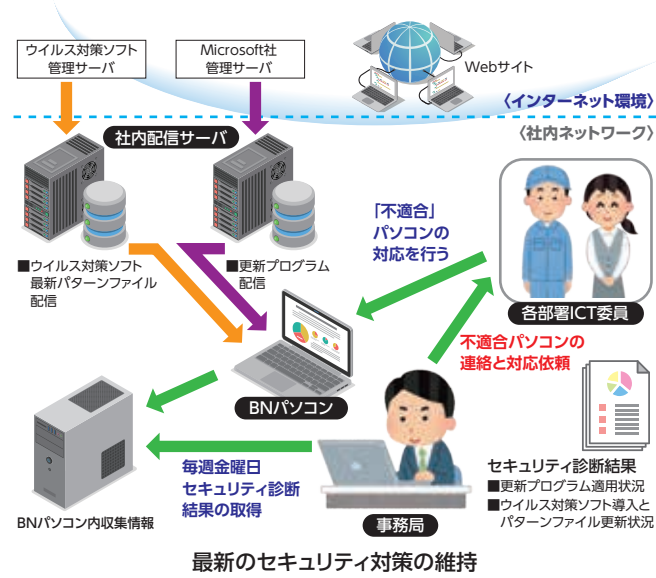 ウイルス対策ソフト
管理サーバ
Microsoft社
管理サーバ
Webサイト
〈インターネット環境〉
〈社内ネットワーク〉
社内配信サーバ
■ウイルス対策ソフト
最新パターンファイル
配信
■更新プログラム
配信
「不適合」
パソコンの
対応を行う
各部署ICT委員
不適合パソコンの
連絡と対応依頼
BNパソコン
BNパソコン内収集情報
毎週金曜日
セキュリティ診断
結果の取得
事務局
セキュリティ診断結果
■更新プログラム適用状況
■ウイルス対策ソフト導入と
パターンファイル更新状況
最新のセキュリティ対策の維持